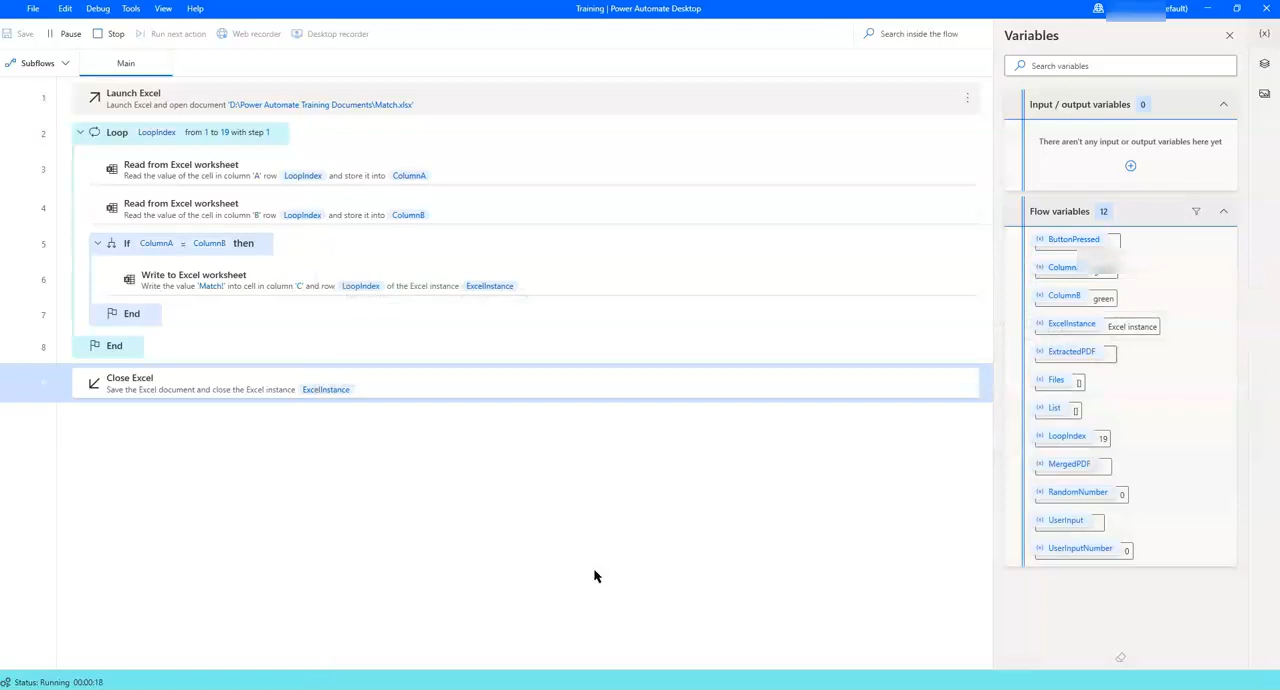 File Edit Debug Tools View Help Training | Power Automate Desktop efault)
Save Pause Stop Run next action Web recorder Desktop recorder Search inside the flow
Variables
Subflows Main
Search variables
1 Launch Excel
Launch Excel and open document 'D:\Power Automate Training Documents\Match.xlsx'
Input / output variables 0
2 Loop LoopIndex from 1 to 19 with step 1
There aren't any input or output variables here yet
3 Read from Excel worksheet
Read the value of the cell in column 'A' row LoopIndex and store it into ColumnA
4 Read from Excel worksheet
Read the value of the cell in column 'B' row LoopIndex and store it into ColumnB
Flow variables 12
5 If ColumnA = ColumnB then
6 Write to Excel worksheet
Write the value 'Match!' into cell in column 'C' and row LoopIndex of the Excel instance ExcelInstance
7 End
8 End
Close Excel
Save the Excel document and close the Excel instance ExcelInstance
ButtonPressed
Column
ColumnB green
ExcelInstance Excel instance
ExtractedPDF
Files []
List []
LoopIndex 19
MergedPDF
RandomNumber 0
UserInput
UserInputNumber 0
Status: Running 00:00:18